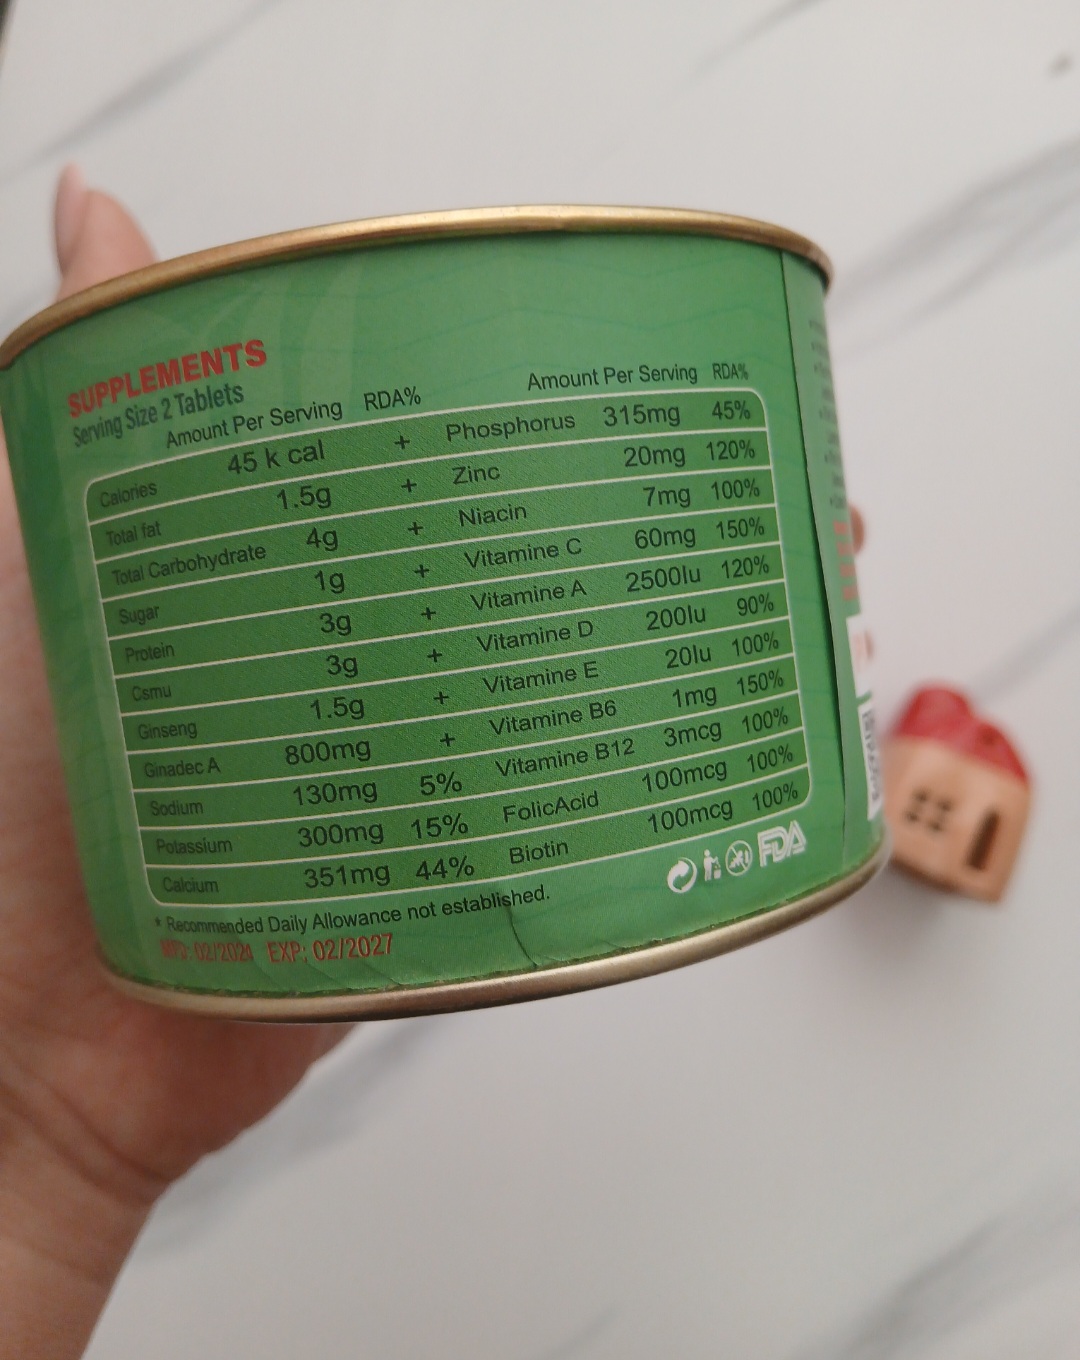 SUPPLEMENTS
Serving Size 2 Tablets
Amount Per Serving RDA% Amount Per Serving RDA%
Calories 45 k cal + Phosphorus 315mg 45%
Total fat 1.5g + Zinc 20mg 120%
Total Carbohydrate 4g + Niacin 7mg 100%
Sugar 1g + Vitamine C 60mg 150%
Protein 3g + Vitamine A 2500Iu 120%
Csmu 3g + Vitamine D 200Iu 90%
Ginseng 1.5g + Vitamine E 20Iu 100%
Ginadec A 800mg + Vitamine B6 1mg 150%
Sodium 130mg 5% Vitamine B12 3mcg 100%
Potassium 300mg 15% FolicAcid 100mcg 100%
Calcium 351mg 44% Biotin 100mcg 100%
* Recommended Daily Allowance not established.
FDA
02/2024 EXP: 02/2027